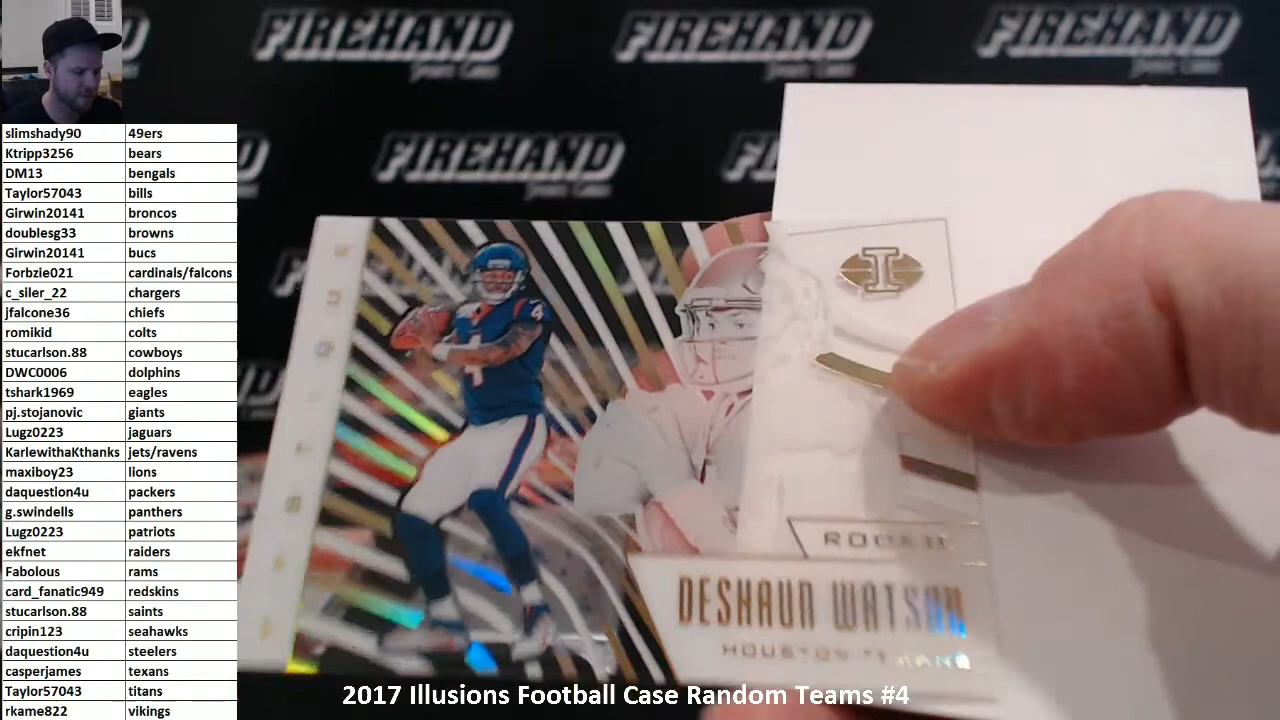 FIREHAND
FIREHAND
FIREHAND
FIREHAND
slimshady90 49ers
Ktripp3256 bears
DM13 bengals
Taylor57043 bills
Girwin20141 broncos
doublesg33 browns
Girwin20141 bucs
Forbzie021 cardinals/falcons
c_siler_22 chargers
jfalcone36 chiefs
romikid colts
stucarlson.88 cowboys
DWC0006 dolphins
tshark1969 eagles
pj.stojanovic giants
Lugz0223 jaguars
KarlewithaKthanks jets/ravens
maxiboy23 lions
daquestion4u packers
g.swindells panthers
Lugz0223 patriots
ekfnet raiders
Fabolous rams
card_fanatic949 redskins
stucarlson.88 saints
cripin123 seahawks
daquestion4u steelers
casperjames texans
Taylor57043 titans
rkame822 vikings
I
4
4
DESHAUN WATSON
HOUSTON TEXANS
2017 Illusions Football Case Random Teams #4